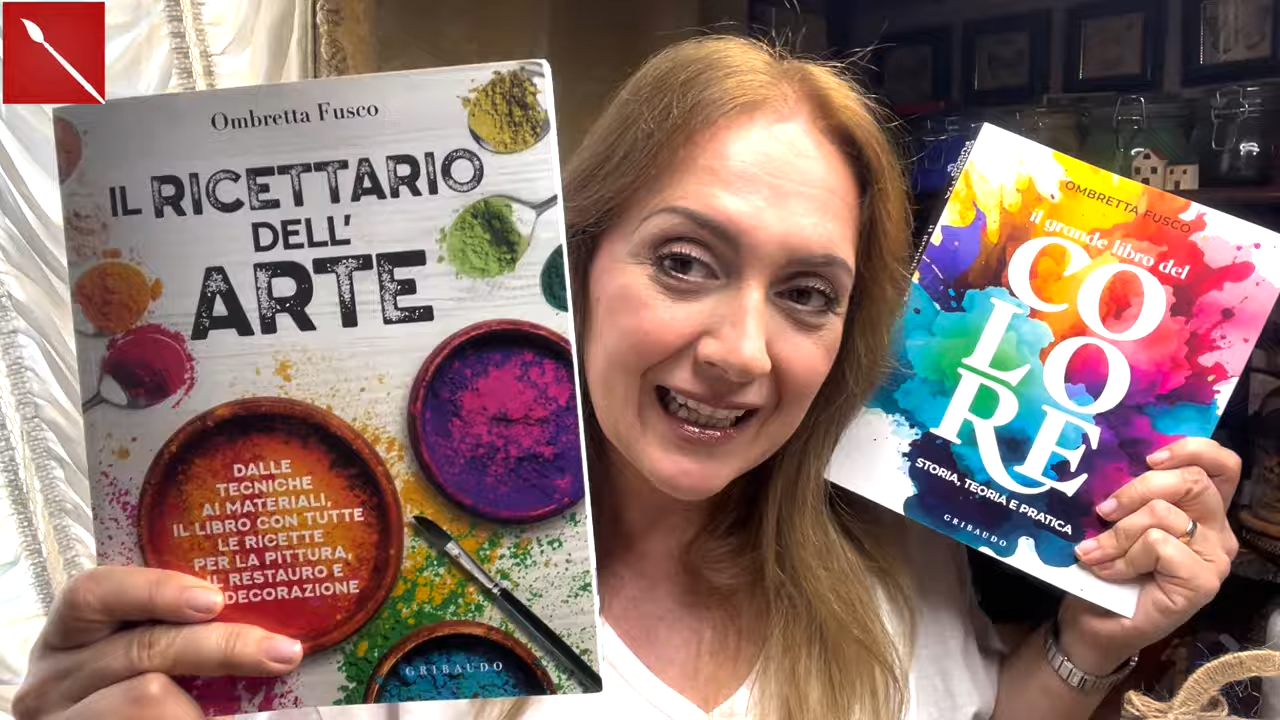 Ombretta Fusco
IL RICETTARIO
DELL'
ARTE
DALLE
TECNICHE
AI MATERIALI,
IL LIBRO CON TUTTE
LE RICETTE
PER LA PITTURA,
IL RESTAURO E
DECORAZIONE
GRIBAUDO
OMBRETTA FUSCO
il grande libro del
CO
LO
RE
STORIA, TEORIA E PRATICA
GRIBAUDO